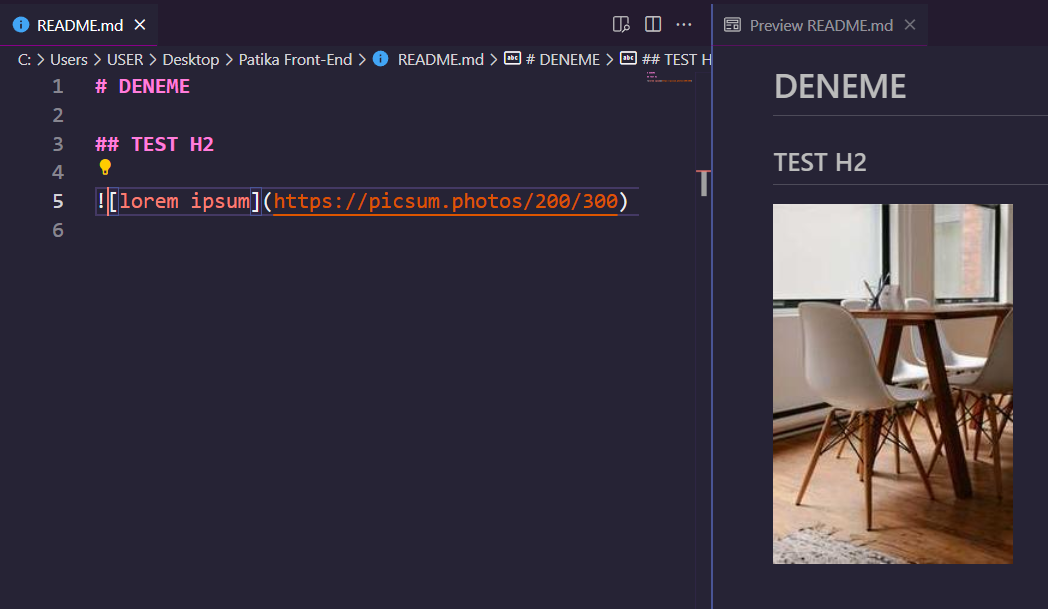 README.md
Preview README.md
C: > Users > USER > Desktop > Patika Front-End > README.md > # DENEME > ## TEST H
1 # DENEME
2
3 ## TEST H2
4
5 ![lorem ipsum](https://picsum.photos/200/300)
6
DENEME
TEST H2